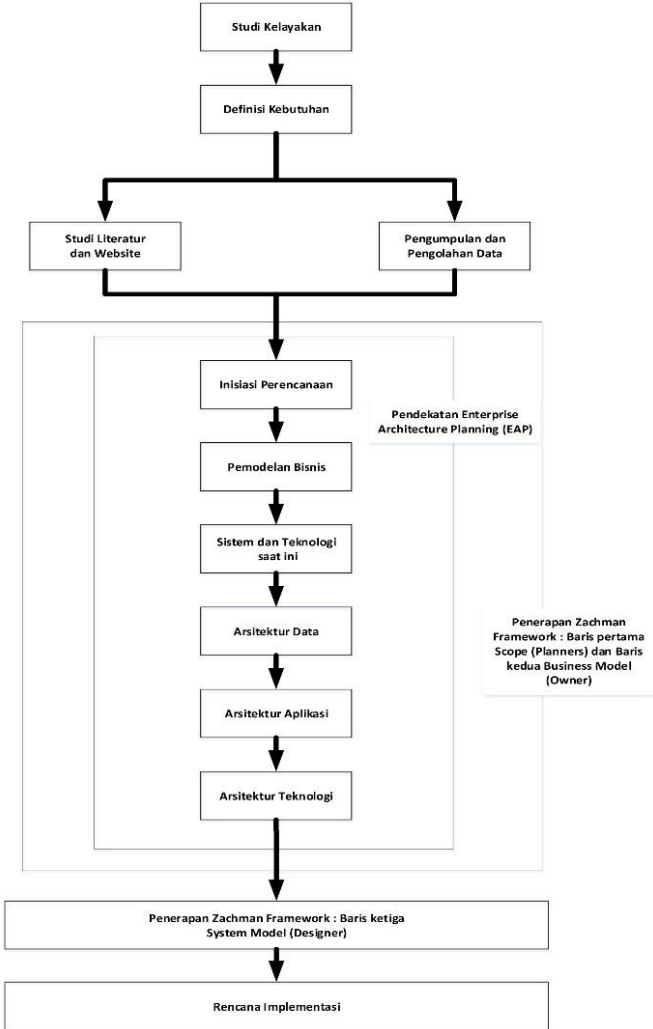 Studi Kelayakan
Definisi Kebutuhan
Studi Literatur
dan Website
Pengumpulan dan
Pengolahan Data
Inisiasi Perencanaan
Pendekatan Enterprise
Architecture Planning (EAP)
Pemodelan Bisnis
Sistem dan Teknologi
saat ini
Arsitektur Data
Penerapan Zachman
Framework : Baris pertama
Scope (Planners) dan Baris
kedua Business Model
(Owner)
Arsitektur Aplikasi
Arsitektur Teknologi
Penerapan Zachman Framework : Baris ketiga
System Model (Designer)
Rencana Implementasi